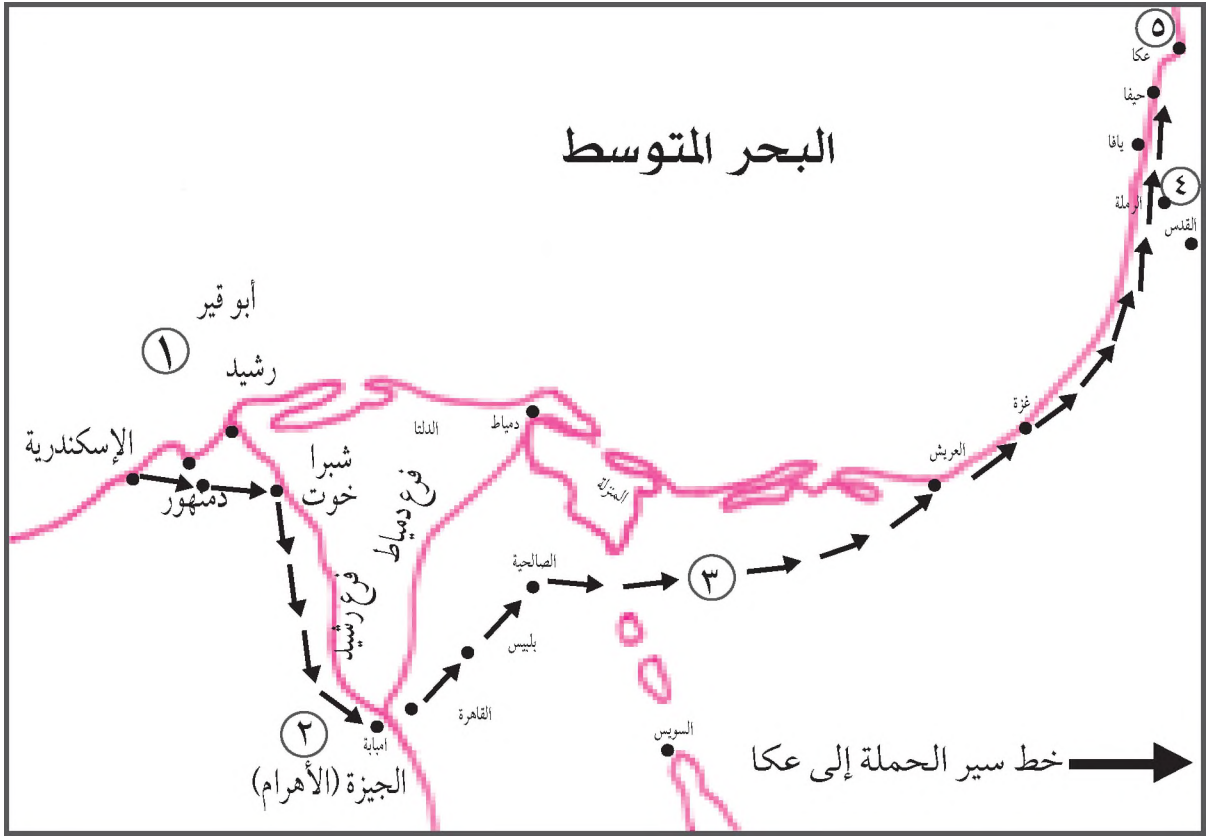 ٥
عكا
حيفا
يافا
البحر المتوسط
٤
الرملة
القدس
أبو قير
١
رشيد
غزة
دمياط
الدلتا
الإسكندرية
شبرا
خوت
العريش
المنزلة
دمنهور
فرع دمياط
فرع رشيد
الصالحية
٣
بلبيس
القاهرة
٢
امبابة
السويس
خط سير الحملة إلى عكا
الجيزة (الأهرام)